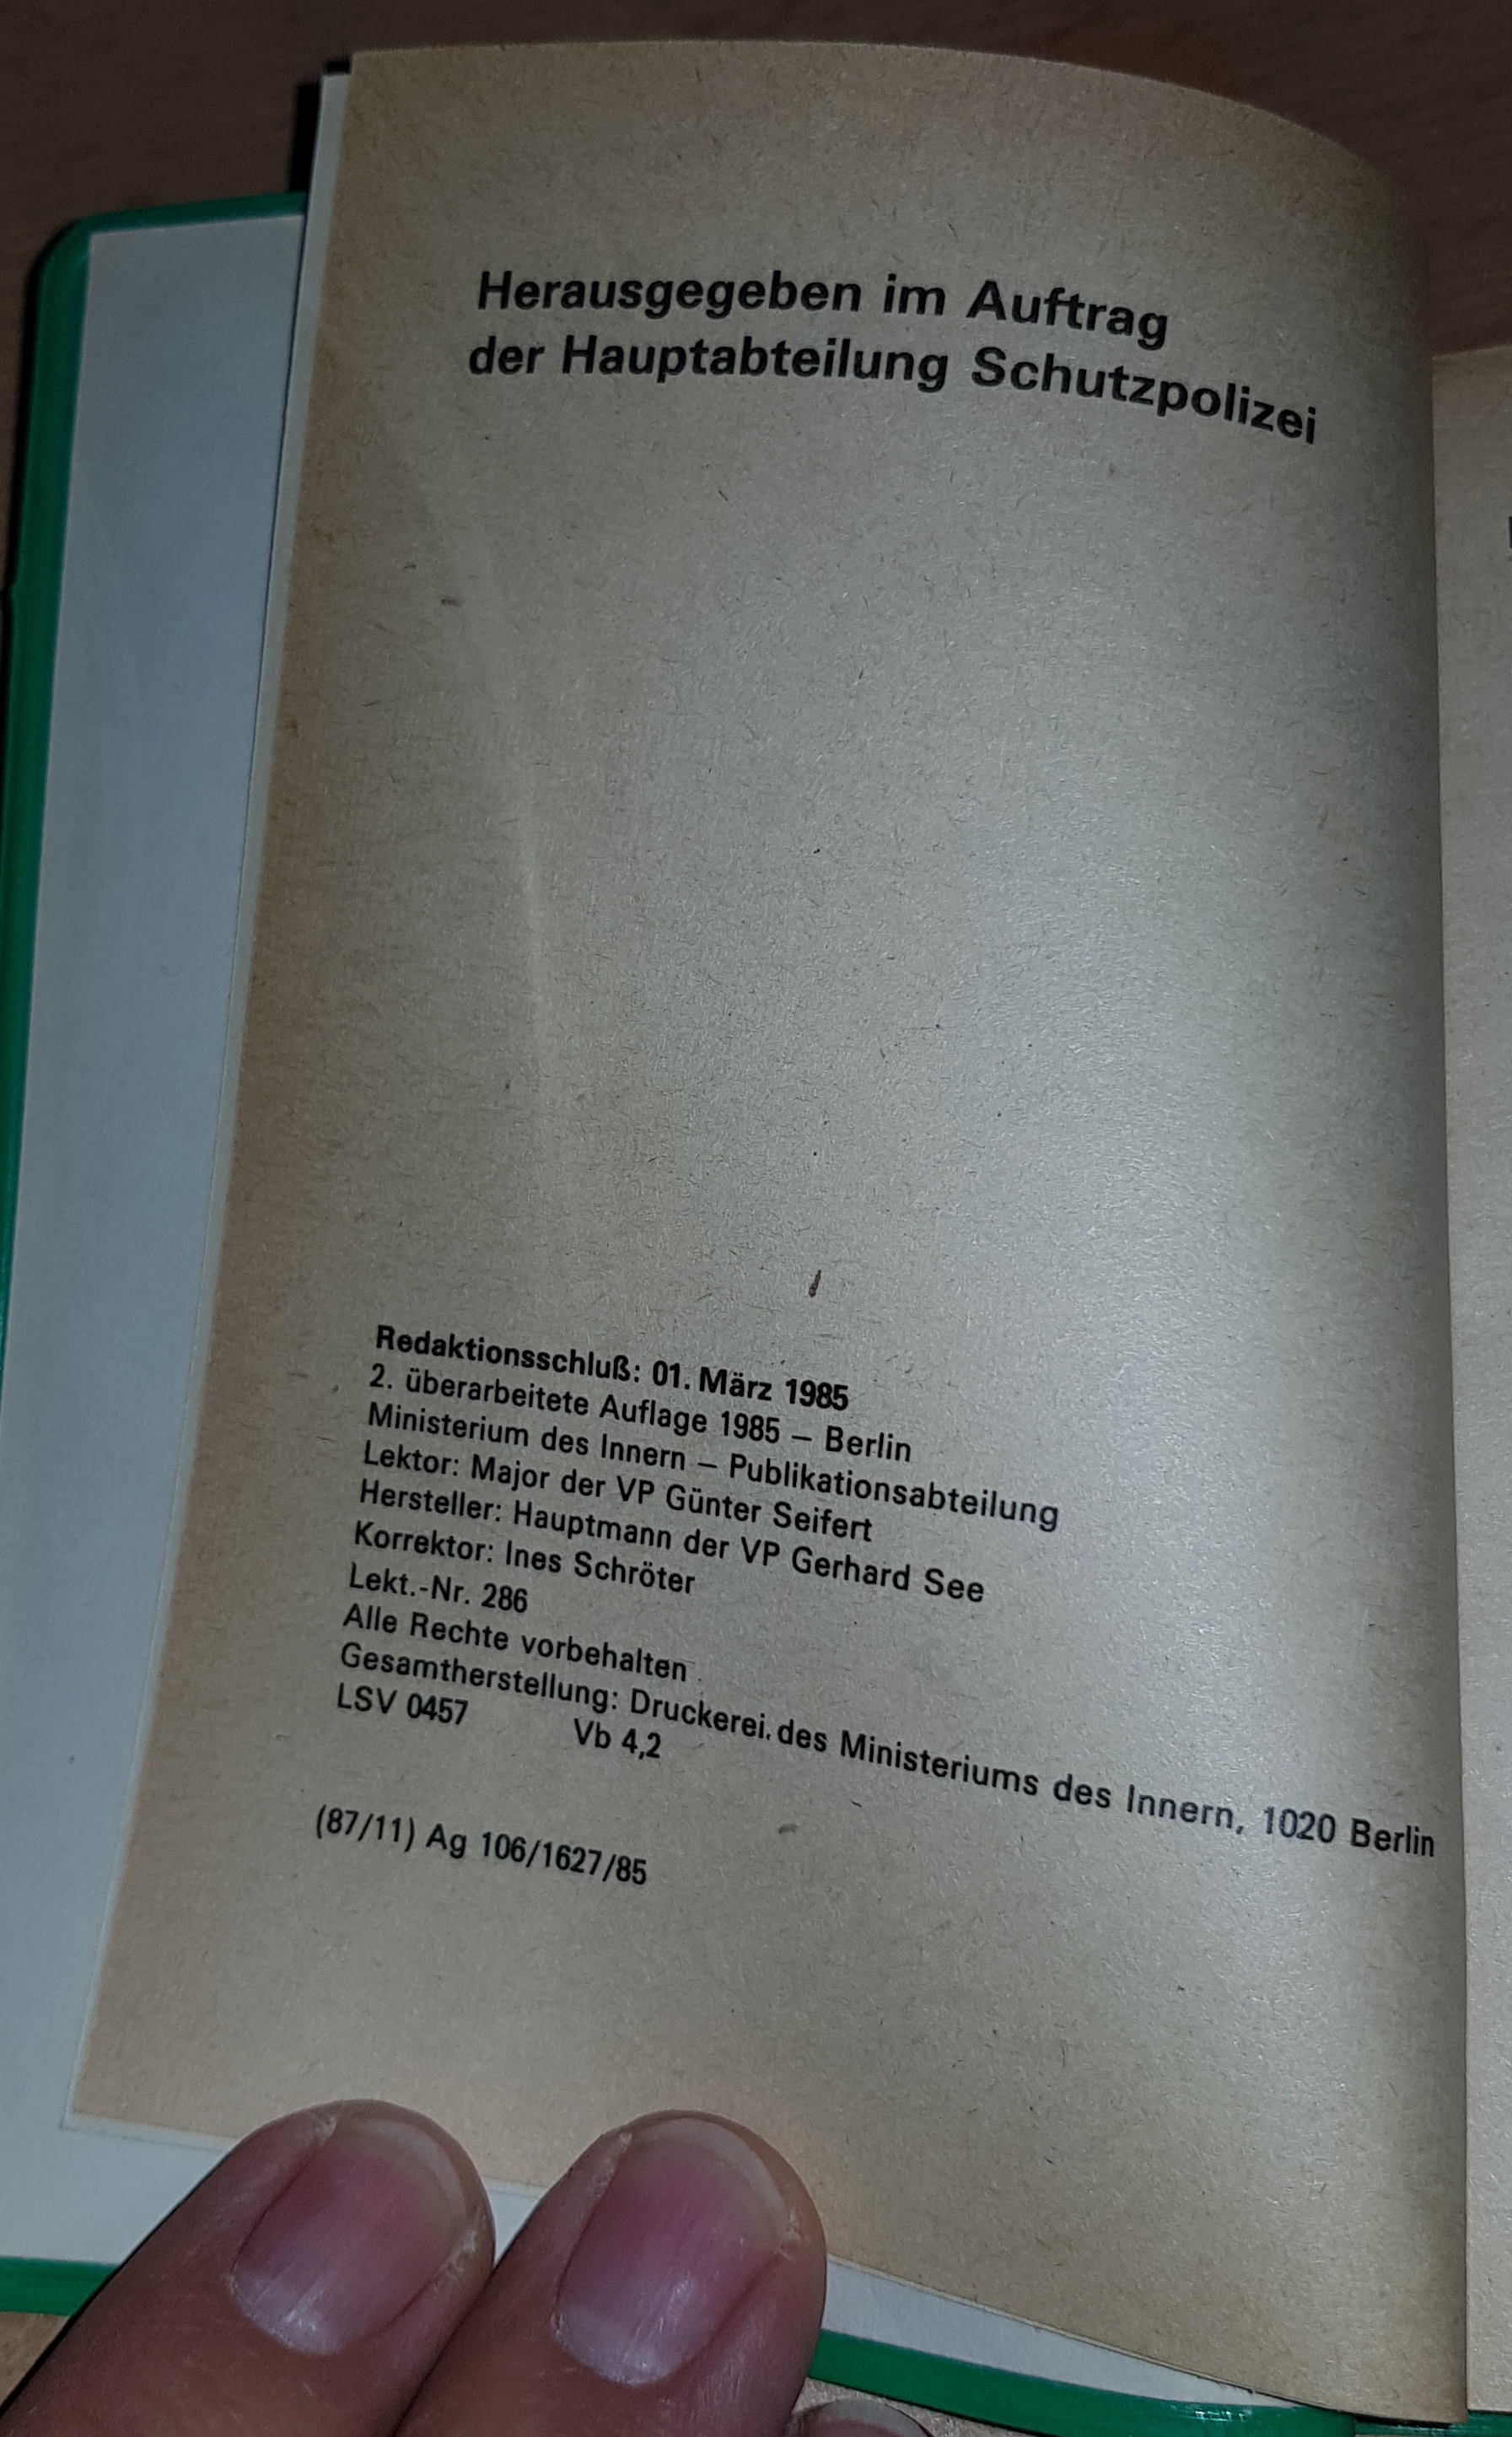 Herausgegeben im Auftrag
der Hauptabteilung Schutzpolizei
Redaktionsschluß: 01. März 1985
2. überarbeitete Auflage 1985 – Berlin
Ministerium des Innern – Publikationsabteilung
Lektor: Major der VP Günter Seifert
Hersteller: Hauptmann der VP Gerhard See
Korrektor: Ines Schröter
Lekt.-Nr. 286
Alle Rechte vorbehalten
Gesamtherstellung: Druckerei des Ministeriums des Innern, 1020 Berlin
LSV 0457 Vb 4,2
(87/11) Ag 106/1627/85